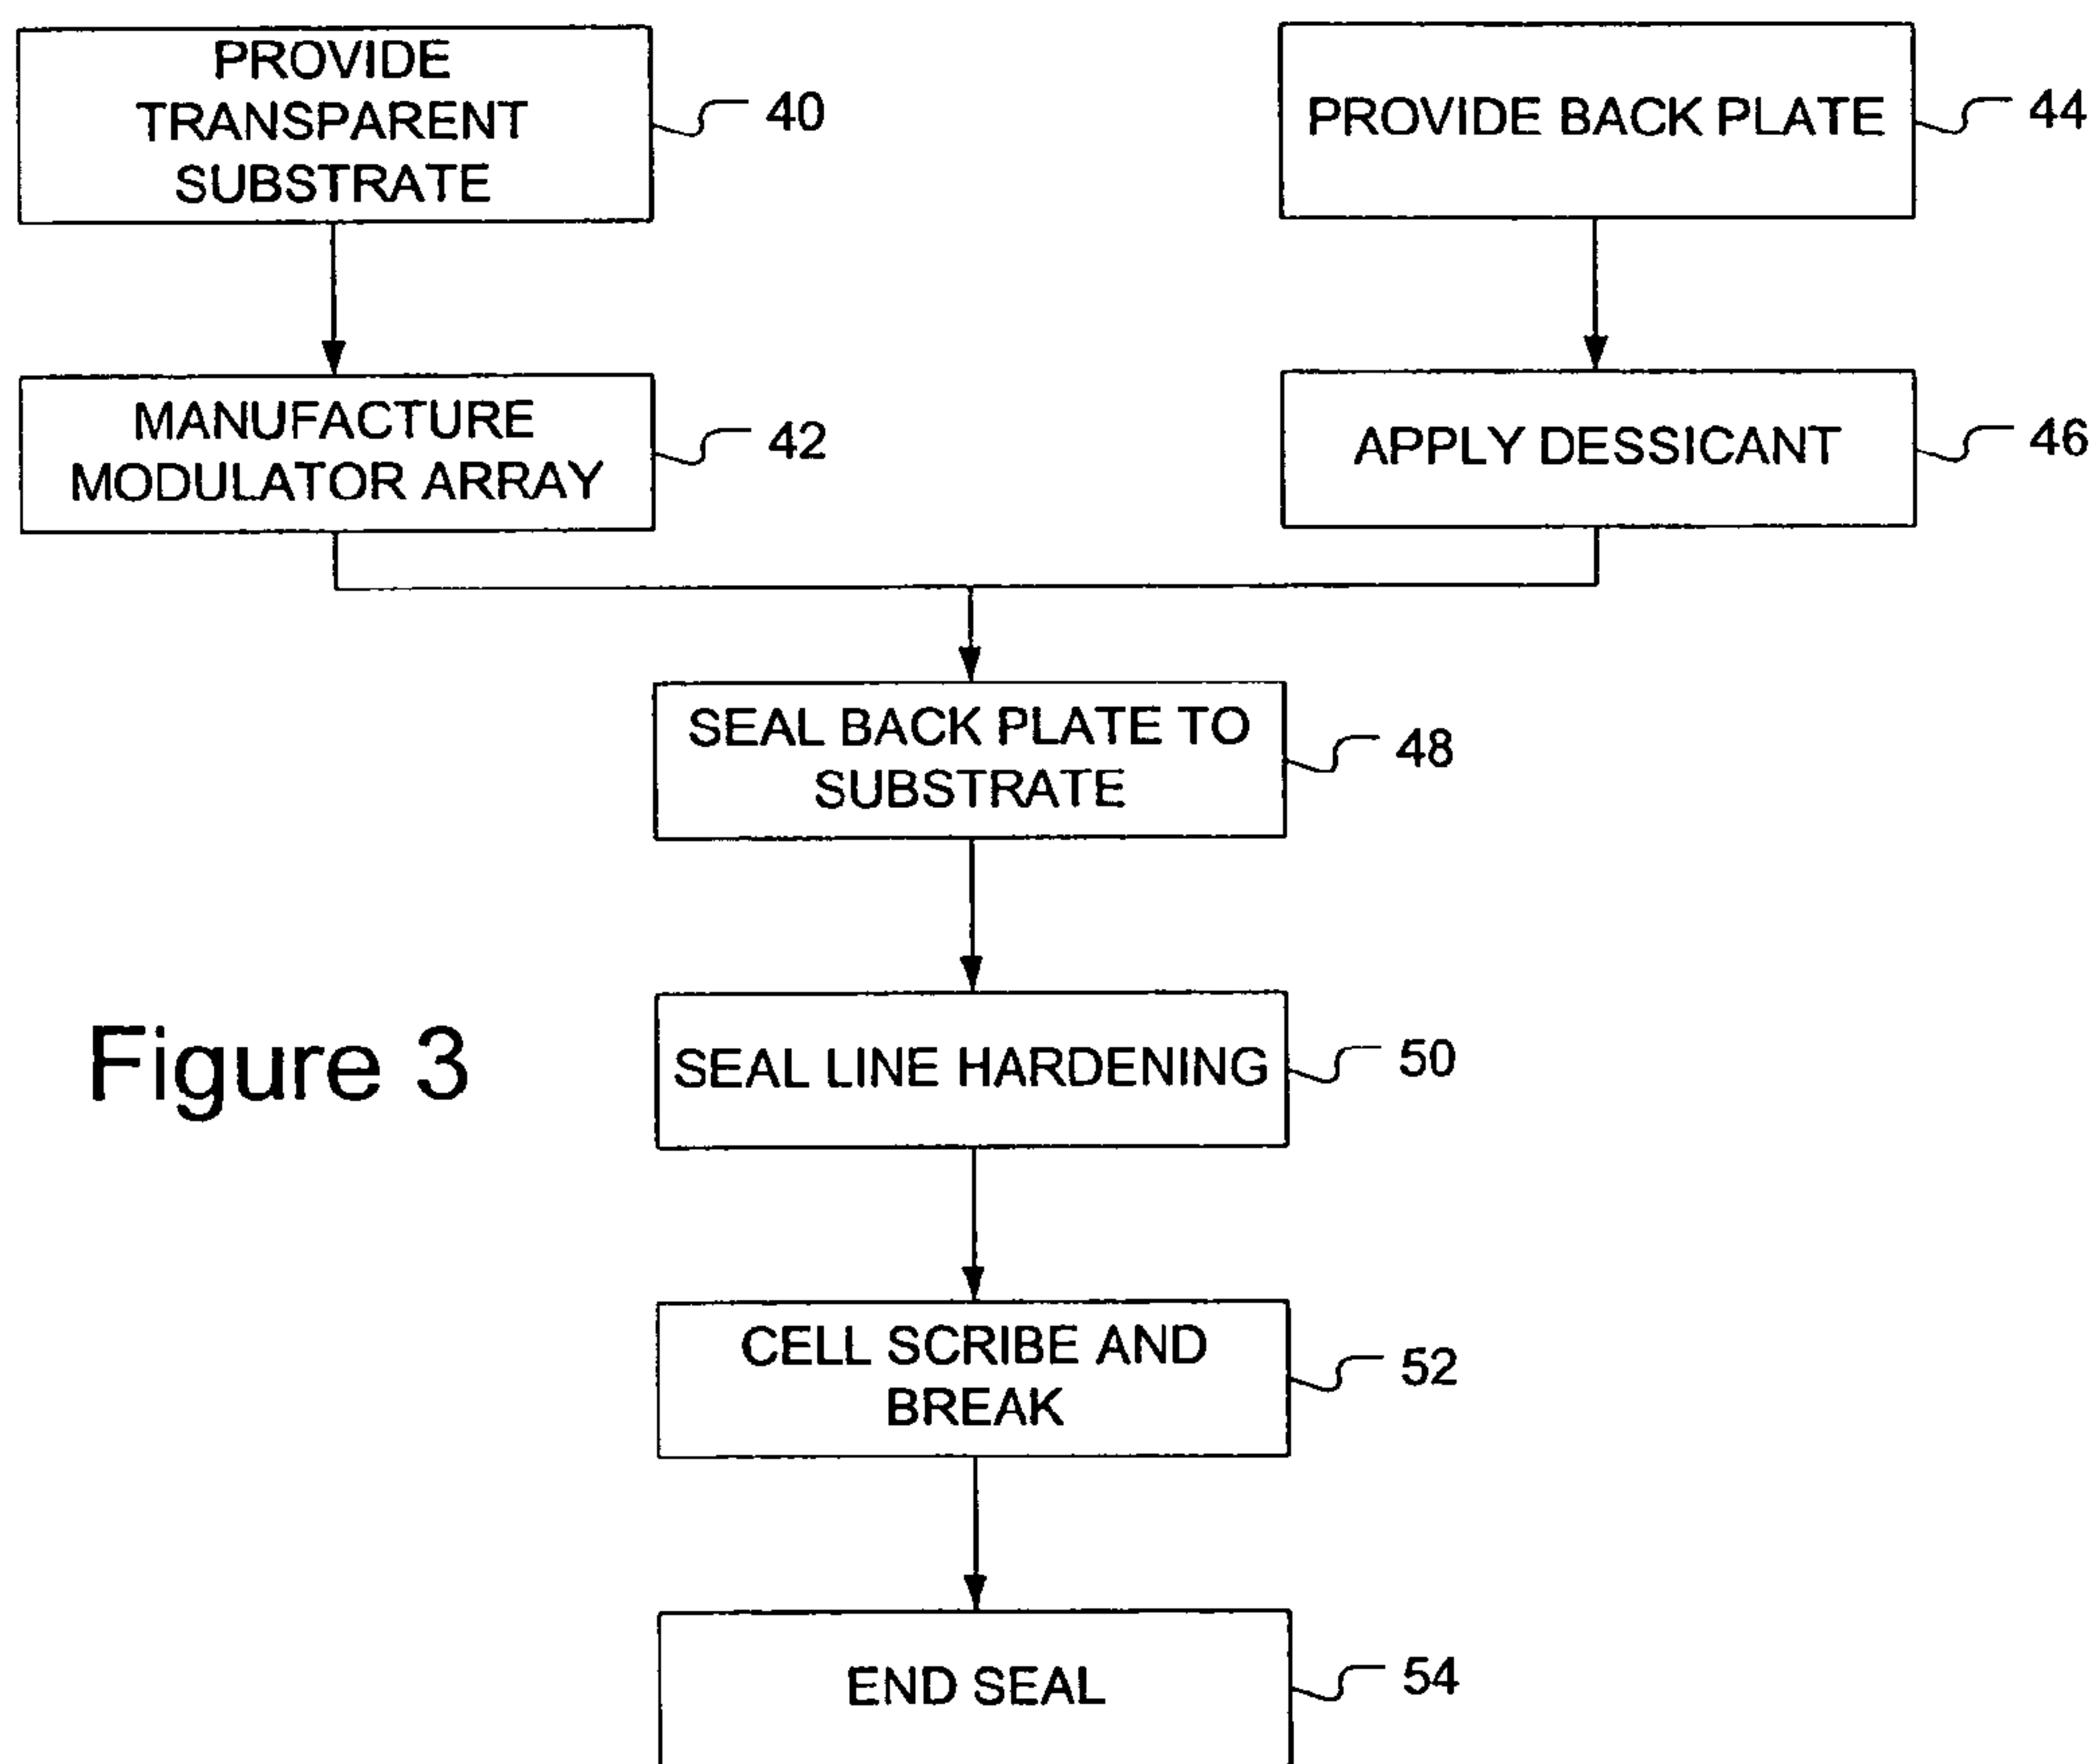 PROVIDE
TRANSPARENT
SUBSTRATE
40
PROVIDE BACK PLATE
44
MANUFACTURE
MODULATOR ARRAY
42
APPLY DESSICANT
46
SEAL BACK PLATE TO
SUBSTRATE
48
SEAL LINE HARDENING
50
Figure 3
CELL SCRIBE AND
BREAK
52
END SEAL
54